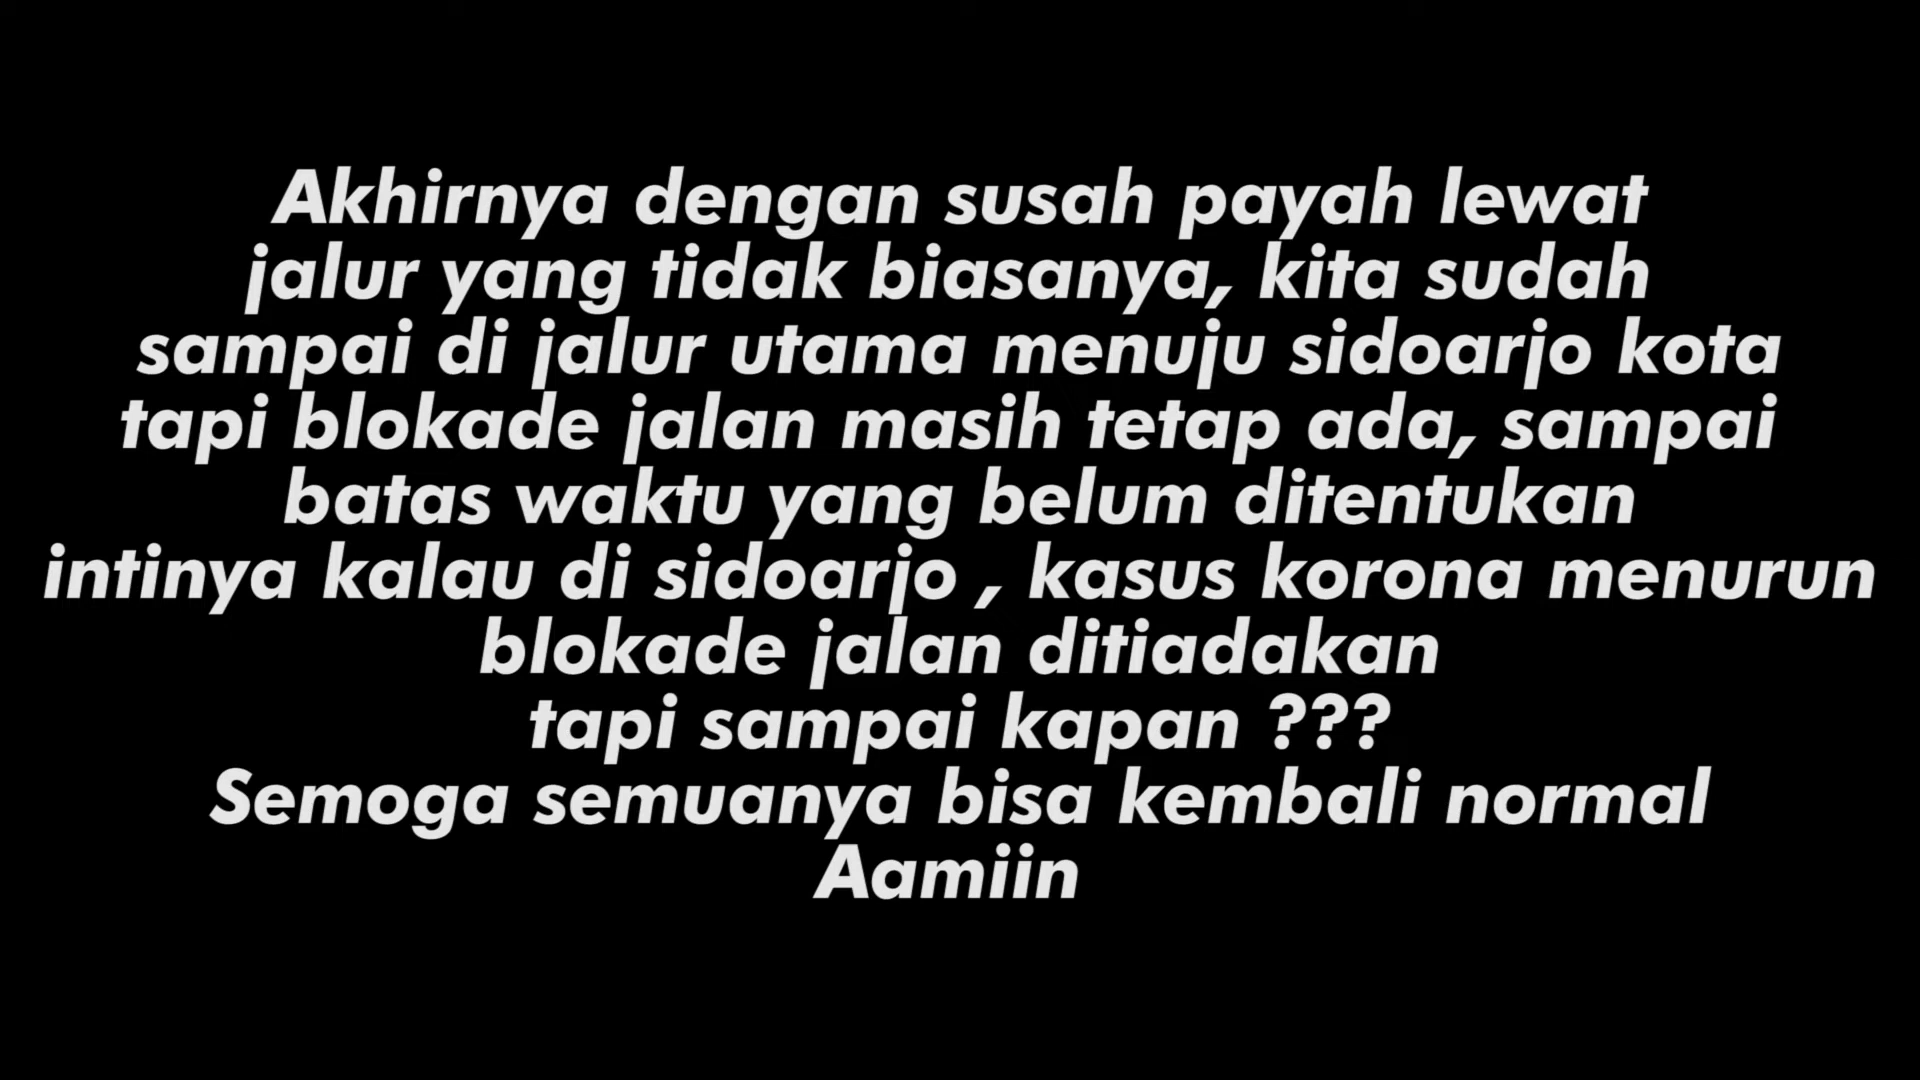 Akhirnya dengan susah payah lewat
jalur yang tidak biasanya, kita sudah
sampai di jalur utama menuju sidoarjo kota
tapi blokade jalan masih tetap ada, sampai
batas waktu yang belum ditentukan
intinya kalau di sidoarjo , kasus korona menurun
blokade jalan ditiadakan
tapi sampai kapan ???
Semoga semuanya bisa kembali normal
Aamiin